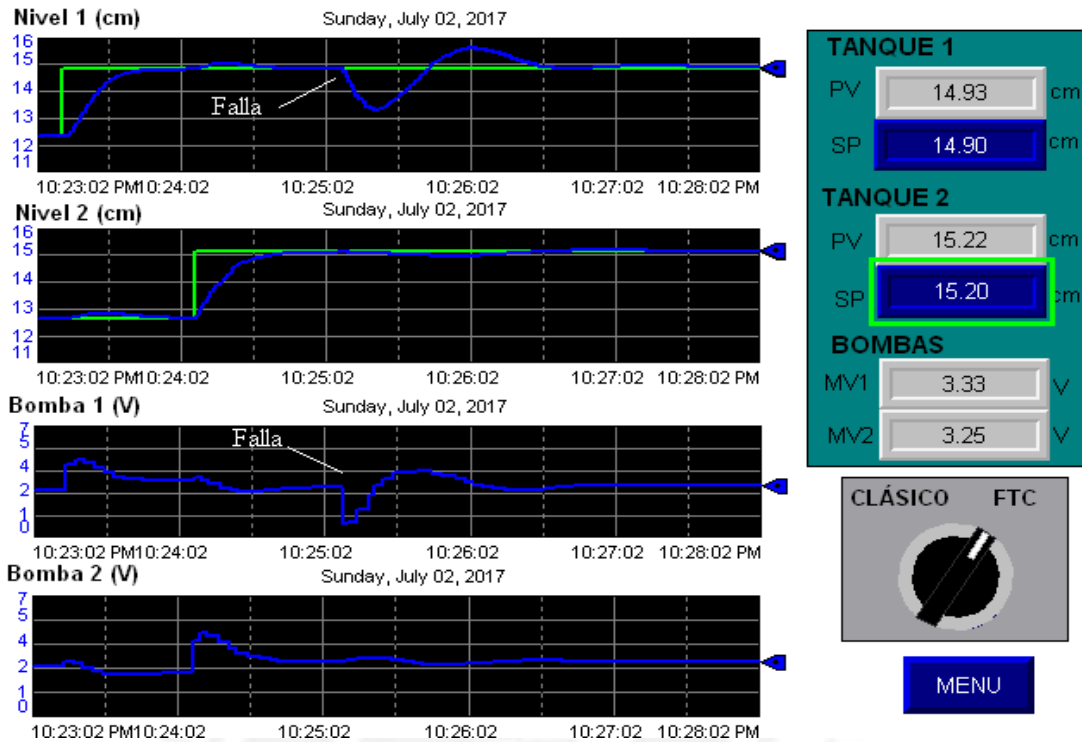 Nivel 1 (cm)
Sunday, July 02, 2017
16
15
14
13
12
11
Falla
10:23:02 PM10:24:02 10:25:02 10:26:02 10:27:02 10:28:02 PM
Nivel 2 (cm)
Sunday, July 02, 2017
16
15
14
13
12
11
10:23:02 PM10:24:02 10:25:02 10:26:02 10:27:02 10:28:02 PM
Bomba 1 (V)
Sunday, July 02, 2017
7
5
4
2
1
0
Falla
10:23:02 PM10:24:02 10:25:02 10:26:02 10:27:02 10:28:02 PM
Bomba 2 (V)
Sunday, July 02, 2017
7
5
4
2
1
0
10:23:02 PM10:24:02 10:25:02 10:26:02 10:27:02 10:28:02 PM
TANQUE 1
PV 14.93 cm
SP 14.90 cm
TANQUE 2
PV 15.22 cm
SP 15.20 cm
BOMBAS
MV1 3.33 V
MV2 3.25 V
CLÁSICO FTC
MENU